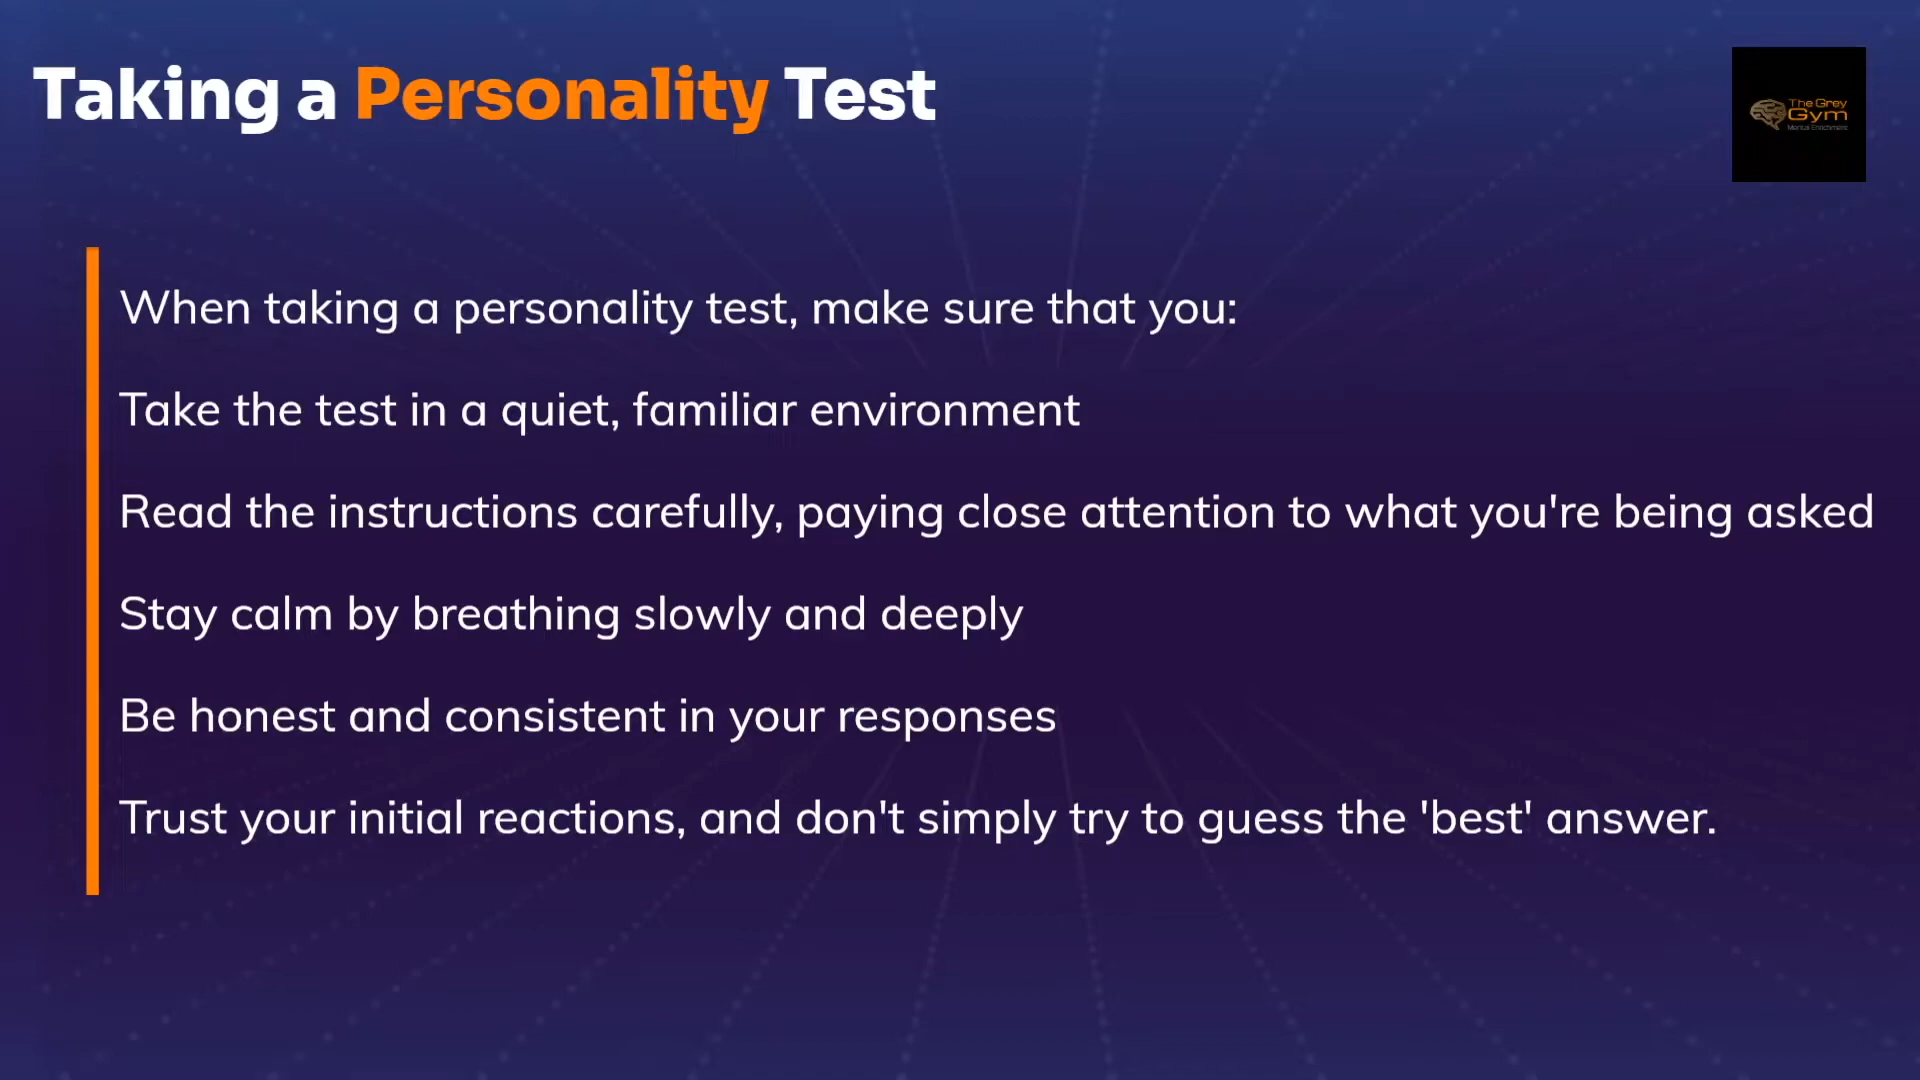 Taking a Personality Test
The Grey
Gym
When taking a personality test, make sure that you:
Take the test in a quiet, familiar environment
Read the instructions carefully, paying close attention to what you're being asked
Stay calm by breathing slowly and deeply
Be honest and consistent in your responses
Trust your initial reactions, and don't simply try to guess the 'best' answer.